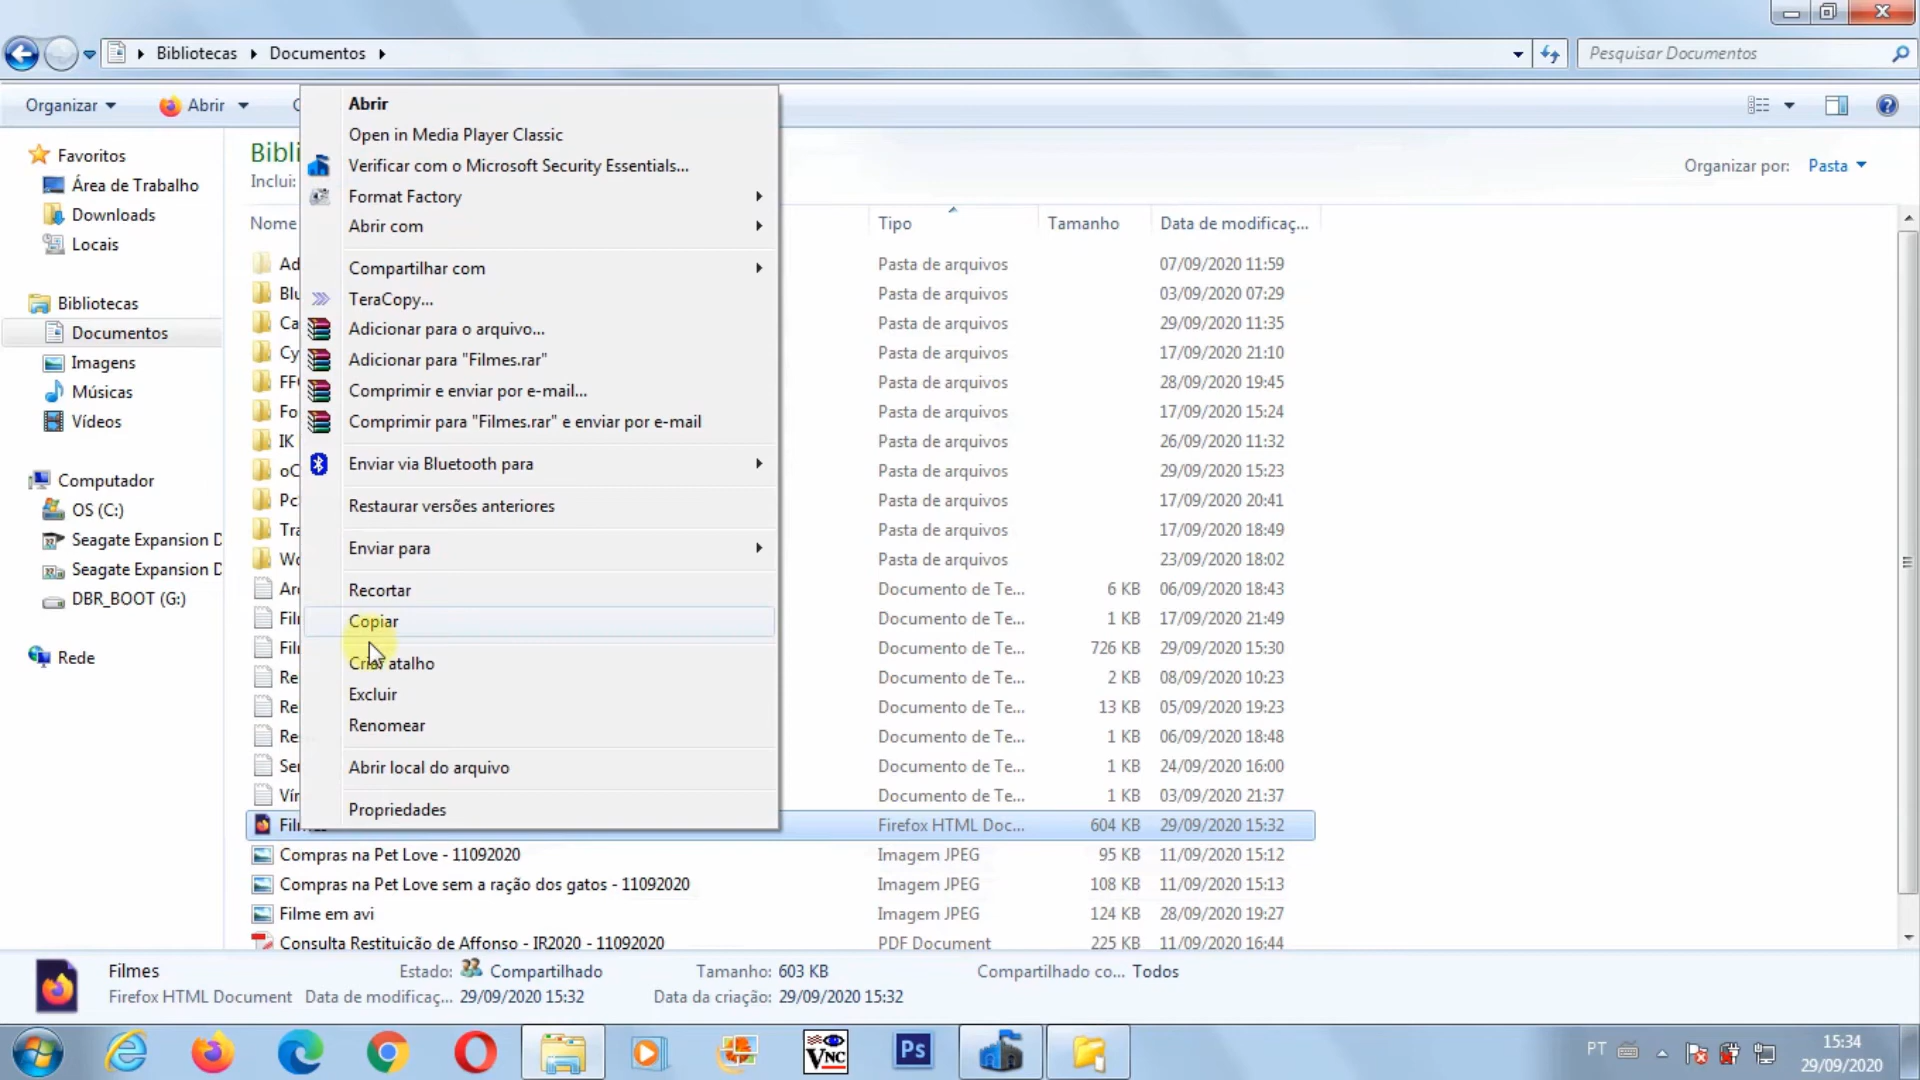 Bibliotecas Documentos
Pesquisar Documentos
Organizar Abrir
Organizar por: Pasta
Inclui:
Nome Tipo Tamanho Data de modificaç...
Favoritos
Área de Trabalho
Downloads
Locais
Bibliotecas
Documentos
Imagens
Músicas
Vídeos
Computador
OS (C:)
Seagate Expansion D
Seagate Expansion D
DBR_BOOT (G:)
Rede
Abrir
Open in Media Player Classic
Verificar com o Microsoft Security Essentials...
Format Factory
Abrir com
Compartilhar com
TeraCopy...
Adicionar para o arquivo...
Adicionar para "Filmes.rar"
Comprimir e enviar por e-mail...
Comprimir para "Filmes.rar" e enviar por e-mail
Enviar via Bluetooth para
Restaurar versões anteriores
Enviar para
Recortar
Copiar
Criar atalho
Excluir
Renomear
Abrir local do arquivo
Propriedades
Pasta de arquivos 07/09/2020 11:59
Pasta de arquivos 03/09/2020 07:29
Pasta de arquivos 29/09/2020 11:35
Pasta de arquivos 17/09/2020 21:10
Pasta de arquivos 28/09/2020 19:45
Pasta de arquivos 17/09/2020 15:24
IK Pasta de arquivos 26/09/2020 11:32
Pasta de arquivos 29/09/2020 15:23
Pasta de arquivos 17/09/2020 20:41
Pasta de arquivos 17/09/2020 18:49
Pasta de arquivos 23/09/2020 18:02
Documento de Te... 6 KB 06/09/2020 18:43
Documento de Te... 1 KB 17/09/2020 21:49
Documento de Te... 726 KB 29/09/2020 15:30
Documento de Te... 2 KB 08/09/2020 10:23
Documento de Te... 13 KB 05/09/2020 19:23
Documento de Te... 1 KB 06/09/2020 18:48
Documento de Te... 1 KB 24/09/2020 16:00
Documento de Te... 1 KB 03/09/2020 21:37
Filmes Firefox HTML Doc... 604 KB 29/09/2020 15:32
Compras na Pet Love - 11092020 Imagem JPEG 95 KB 11/09/2020 15:12
Compras na Pet Love sem a ração dos gatos - 11092020 Imagem JPEG 108 KB 11/09/2020 15:13
Filme em avi Imagem JPEG 124 KB 28/09/2020 19:27
Consulta Restituicão de Affonso - IR2020 - 11092020 PDF Document 225 KB 11/09/2020 16:44
Filmes Estado: Compartilhado Tamanho: 603 KB Compartilhado co... Todos
Firefox HTML Document Data de modificaç... 29/09/2020 15:32 Data da criação: 29/09/2020 15:32
VNC
Ps
PT
15:34
29/09/2020